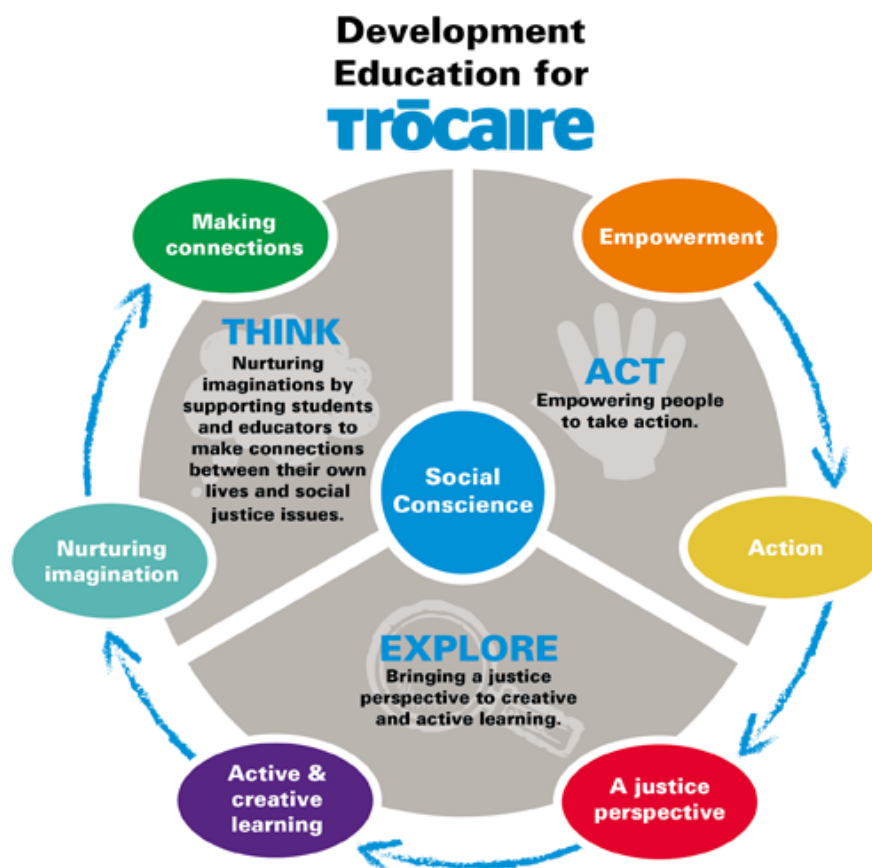 Development
Education for
Trōcaire
Making
connections
Empowerment
THINK
Nurturing
imaginations by
supporting students
and educators to
make connections
between their own
lives and social
justice issues.
ACT
Empowering people
to take action.
Social
Conscience
Nurturing
imagination
Action
EXPLORE
Bringing a justice
perspective to creative
and active learning.
Active &
creative
learning
A justice
perspective